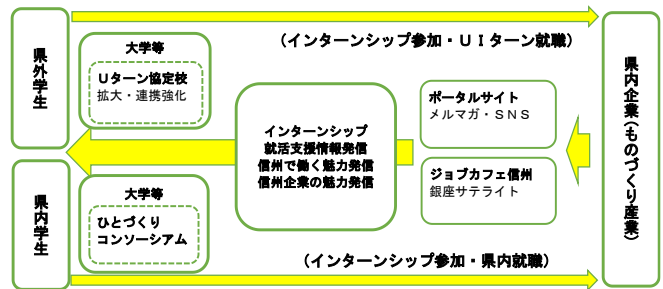 県外学生
(インターンシップ参加・UIターン就職)
大学等
Uターン協定校
拡大・連携強化
インターンシップ
就活支援情報発信
信州で働く魅力発信
信州企業の魅力発信
ポータルサイト
メルマガ・SNS
ジョブカフェ信州
銀座サテライト
県内企業(ものづくり産業)
県内学生
大学等
ひとづくり
コンソーシアム
(インターンシップ参加・県内就職)